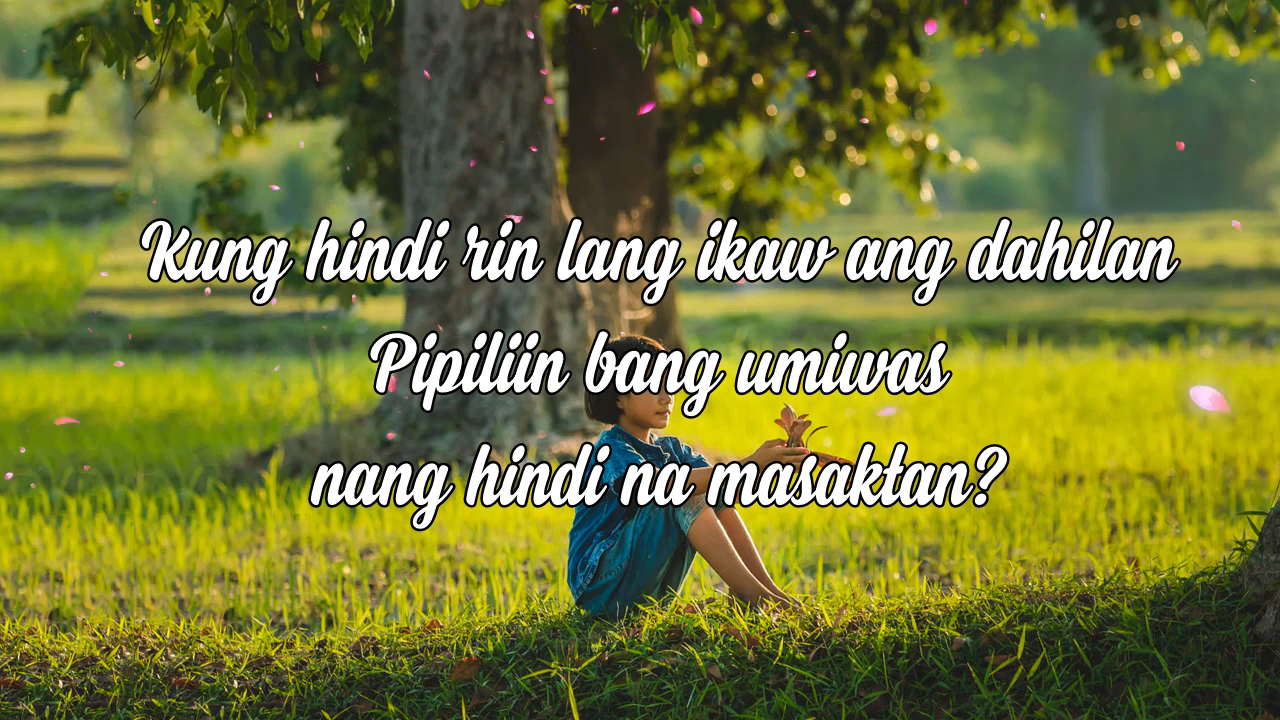 Kung hindi rin lang ikaw ang dahilan
Pipiliin bang umiwas
nang hindi na masaktan?